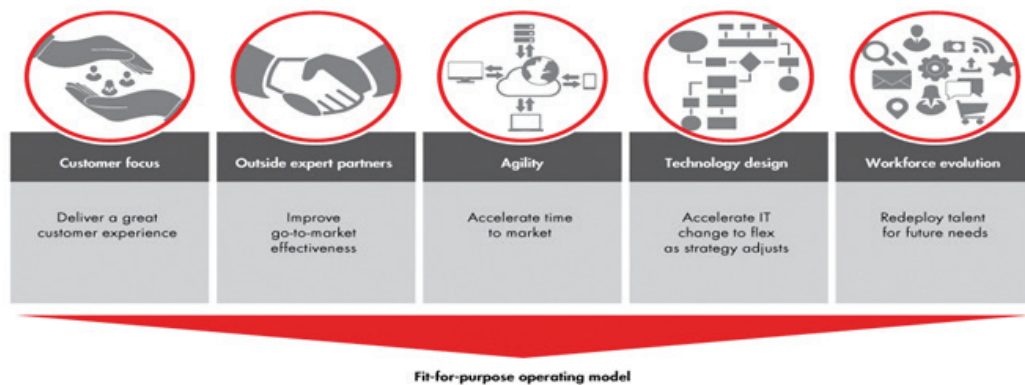 Customer focus
Outside expert partners
Agility
Technology design
Workforce evolution
Deliver a great
customer experience
Improve
go-to-market
effectiveness
Accelerate time
to market
Accelerate IT
change to flex
as strategy adjusts
Redeploy talent
for future needs
Fit-for-purpose operating model